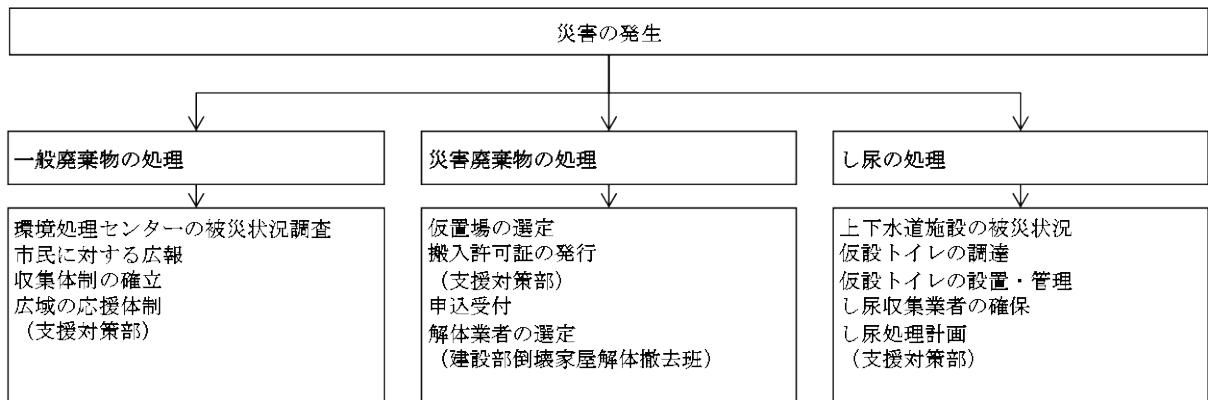 災害の発生
一般廃棄物の処理
環境処理センターの被災状況調査
市民に対する広報
収集体制の確立
広域の応援体制
（支援対策部）
災害廃棄物の処理
仮置場の選定
搬入許可証の発行
（支援対策部）
申込受付
解体業者の選定
（建設部倒壊家屋解体撤去班）
し尿の処理
上下水道施設の被災状況
仮設トイレの調達
仮設トイレの設置・管理
し尿収集業者の確保
し尿処理計画
（支援対策部）